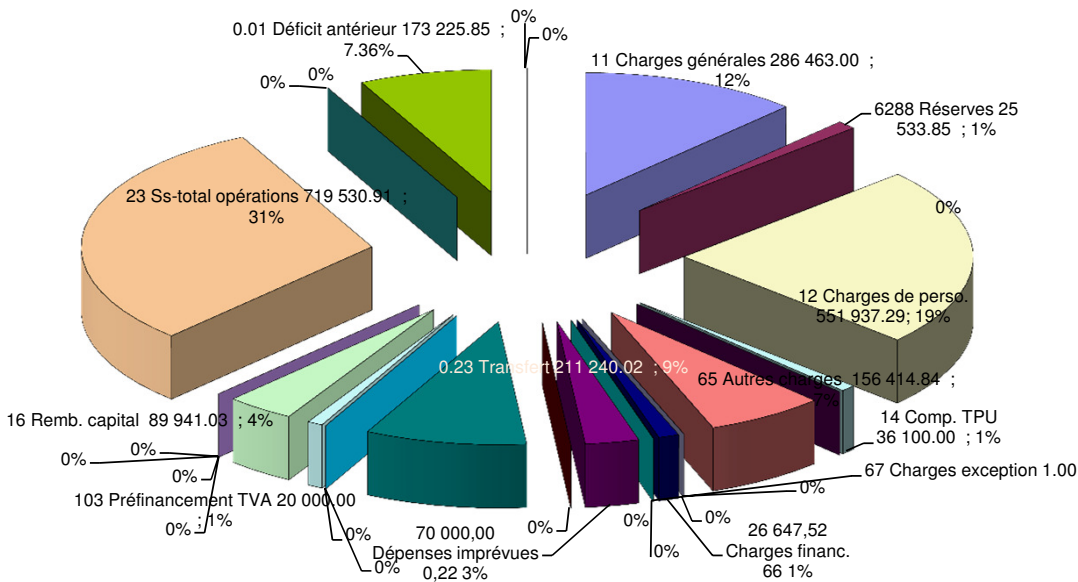 0%
0.01 Déficit antérieur 173 225.85 ;
7.36%
0%
11 Charges générales 286 463.00 ;
12%
0%
0%
6288 Réserves 25
533.85 ; 1%
23 Ss-total opérations 719 530.91 ;
31%
0%
12 Charges de perso.
551 937.29; 19%
0.23 Transfert 211 240.02 ; 9%
65 Autres charges 156 414.84 ;
7%
16 Remb. capital 89 941.03 ; 4%
14 Comp. TPU
36 100.00 ; 1%
0%
0%
0%
67 Charges exception 1.00
0%
103 Préfinancement TVA 20 000.00
; 1%
0%
0%
0%
70 000,00
Dépenses imprévues
0,22 3%
0%
0%
0%
0%
26 647,52
Charges financ.
66 1%